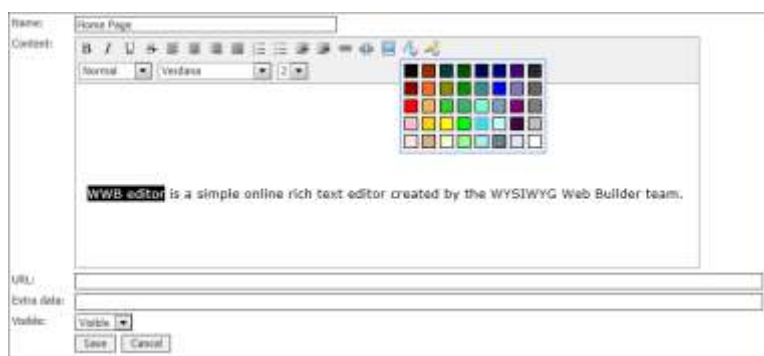 Name: Home Page
Content:
B I U S
Normal Verdana 2
WWB editor is a simple online rich text editor created by the WYSIWYG Web Builder team.
URL:
Extra data:
Visible: Visible
Save Cancel